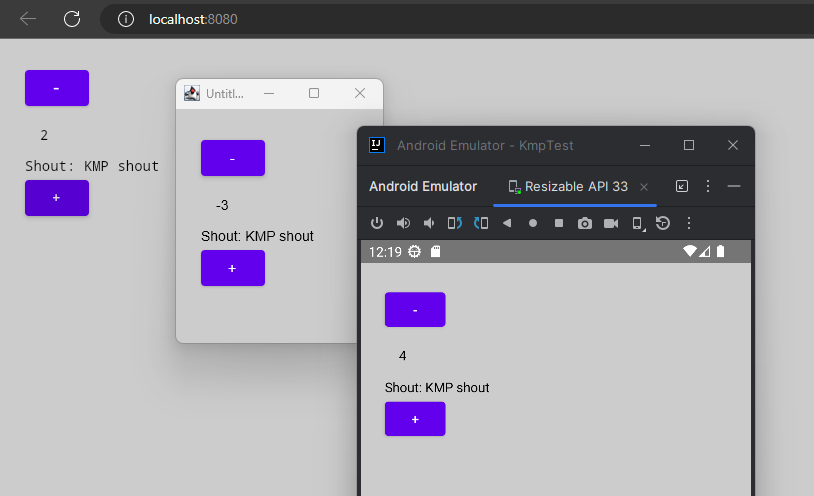 localhost:8080
-
2
Shout: KMP shout
+
Untitl...
-
-3
Shout: KMP shout
+
Android Emulator - KmpTest
Android Emulator
Resizable API 33
12:19
-
4
Shout: KMP shout
+